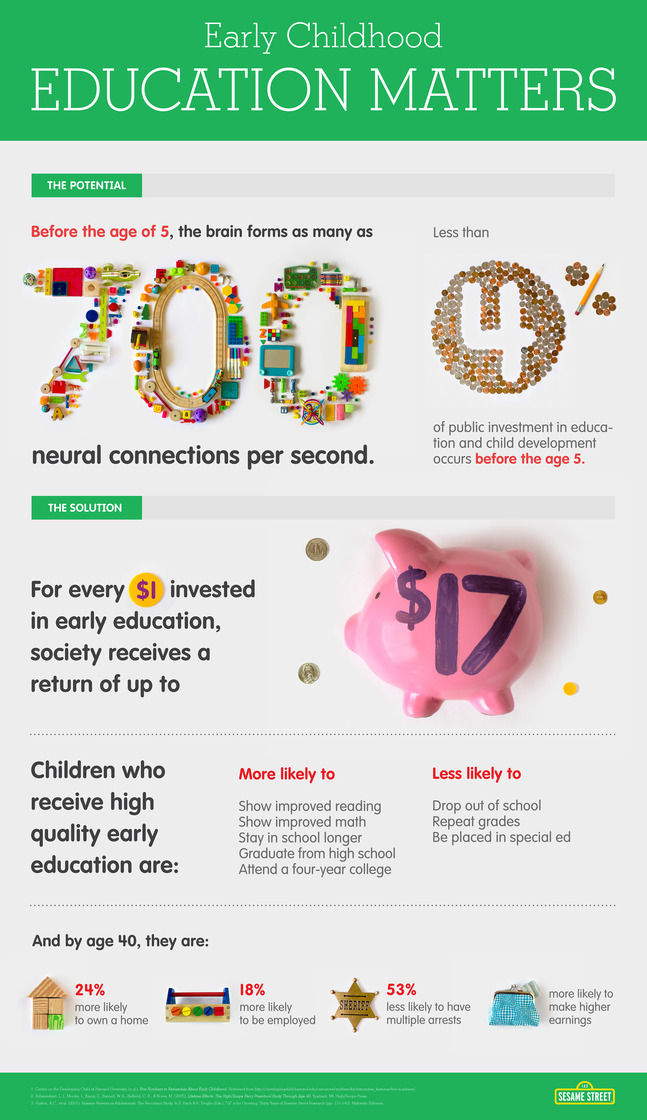 Early Childhood
EDUCATION MATTERS
THE POTENTIAL
Before the age of 5, the brain forms as many as
700
neural connections per second.
Less than
4%
of public investment in educa-
tion and child development
occurs before the age 5.
THE SOLUTION
For every $1 invested
in early education,
society receives a
return of up to
$17
Children who
receive high
quality early
education are:
More likely to
Show improved reading
Show improved math
Stay in school longer
Graduate from high school
Attend a four-year college
Less likely to
Drop out of school
Repeat grades
Be placed in special ed
And by age 40, they are:
24%
more likely
to own a home
18%
more likely
to be employed
SHERIFF
53%
less likely to have
multiple arrests
more likely to
make higher
earnings
123
SESAME STREET